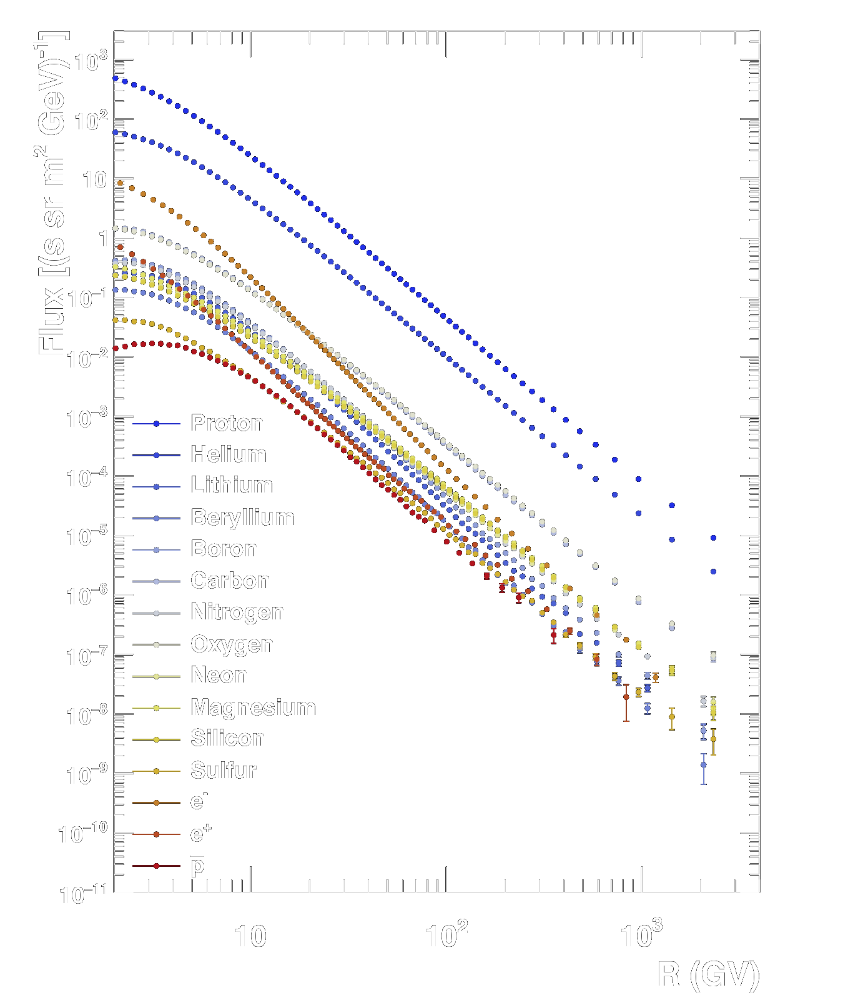 Flux [(s sr m² GeV)⁻¹]
10³
10²
10
1
10⁻¹
10⁻²
10⁻³
10⁻⁴
10⁻⁵
10⁻⁶
10⁻⁷
10⁻⁸
10⁻⁹
10⁻¹⁰
10⁻¹¹
Proton
Helium
Lithium
Beryllium
Boron
Carbon
Nitrogen
Oxygen
Neon
Magnesium
Silicon
Sulfur
e⁻
e⁺
p̅
10 10² 10³
R (GV)